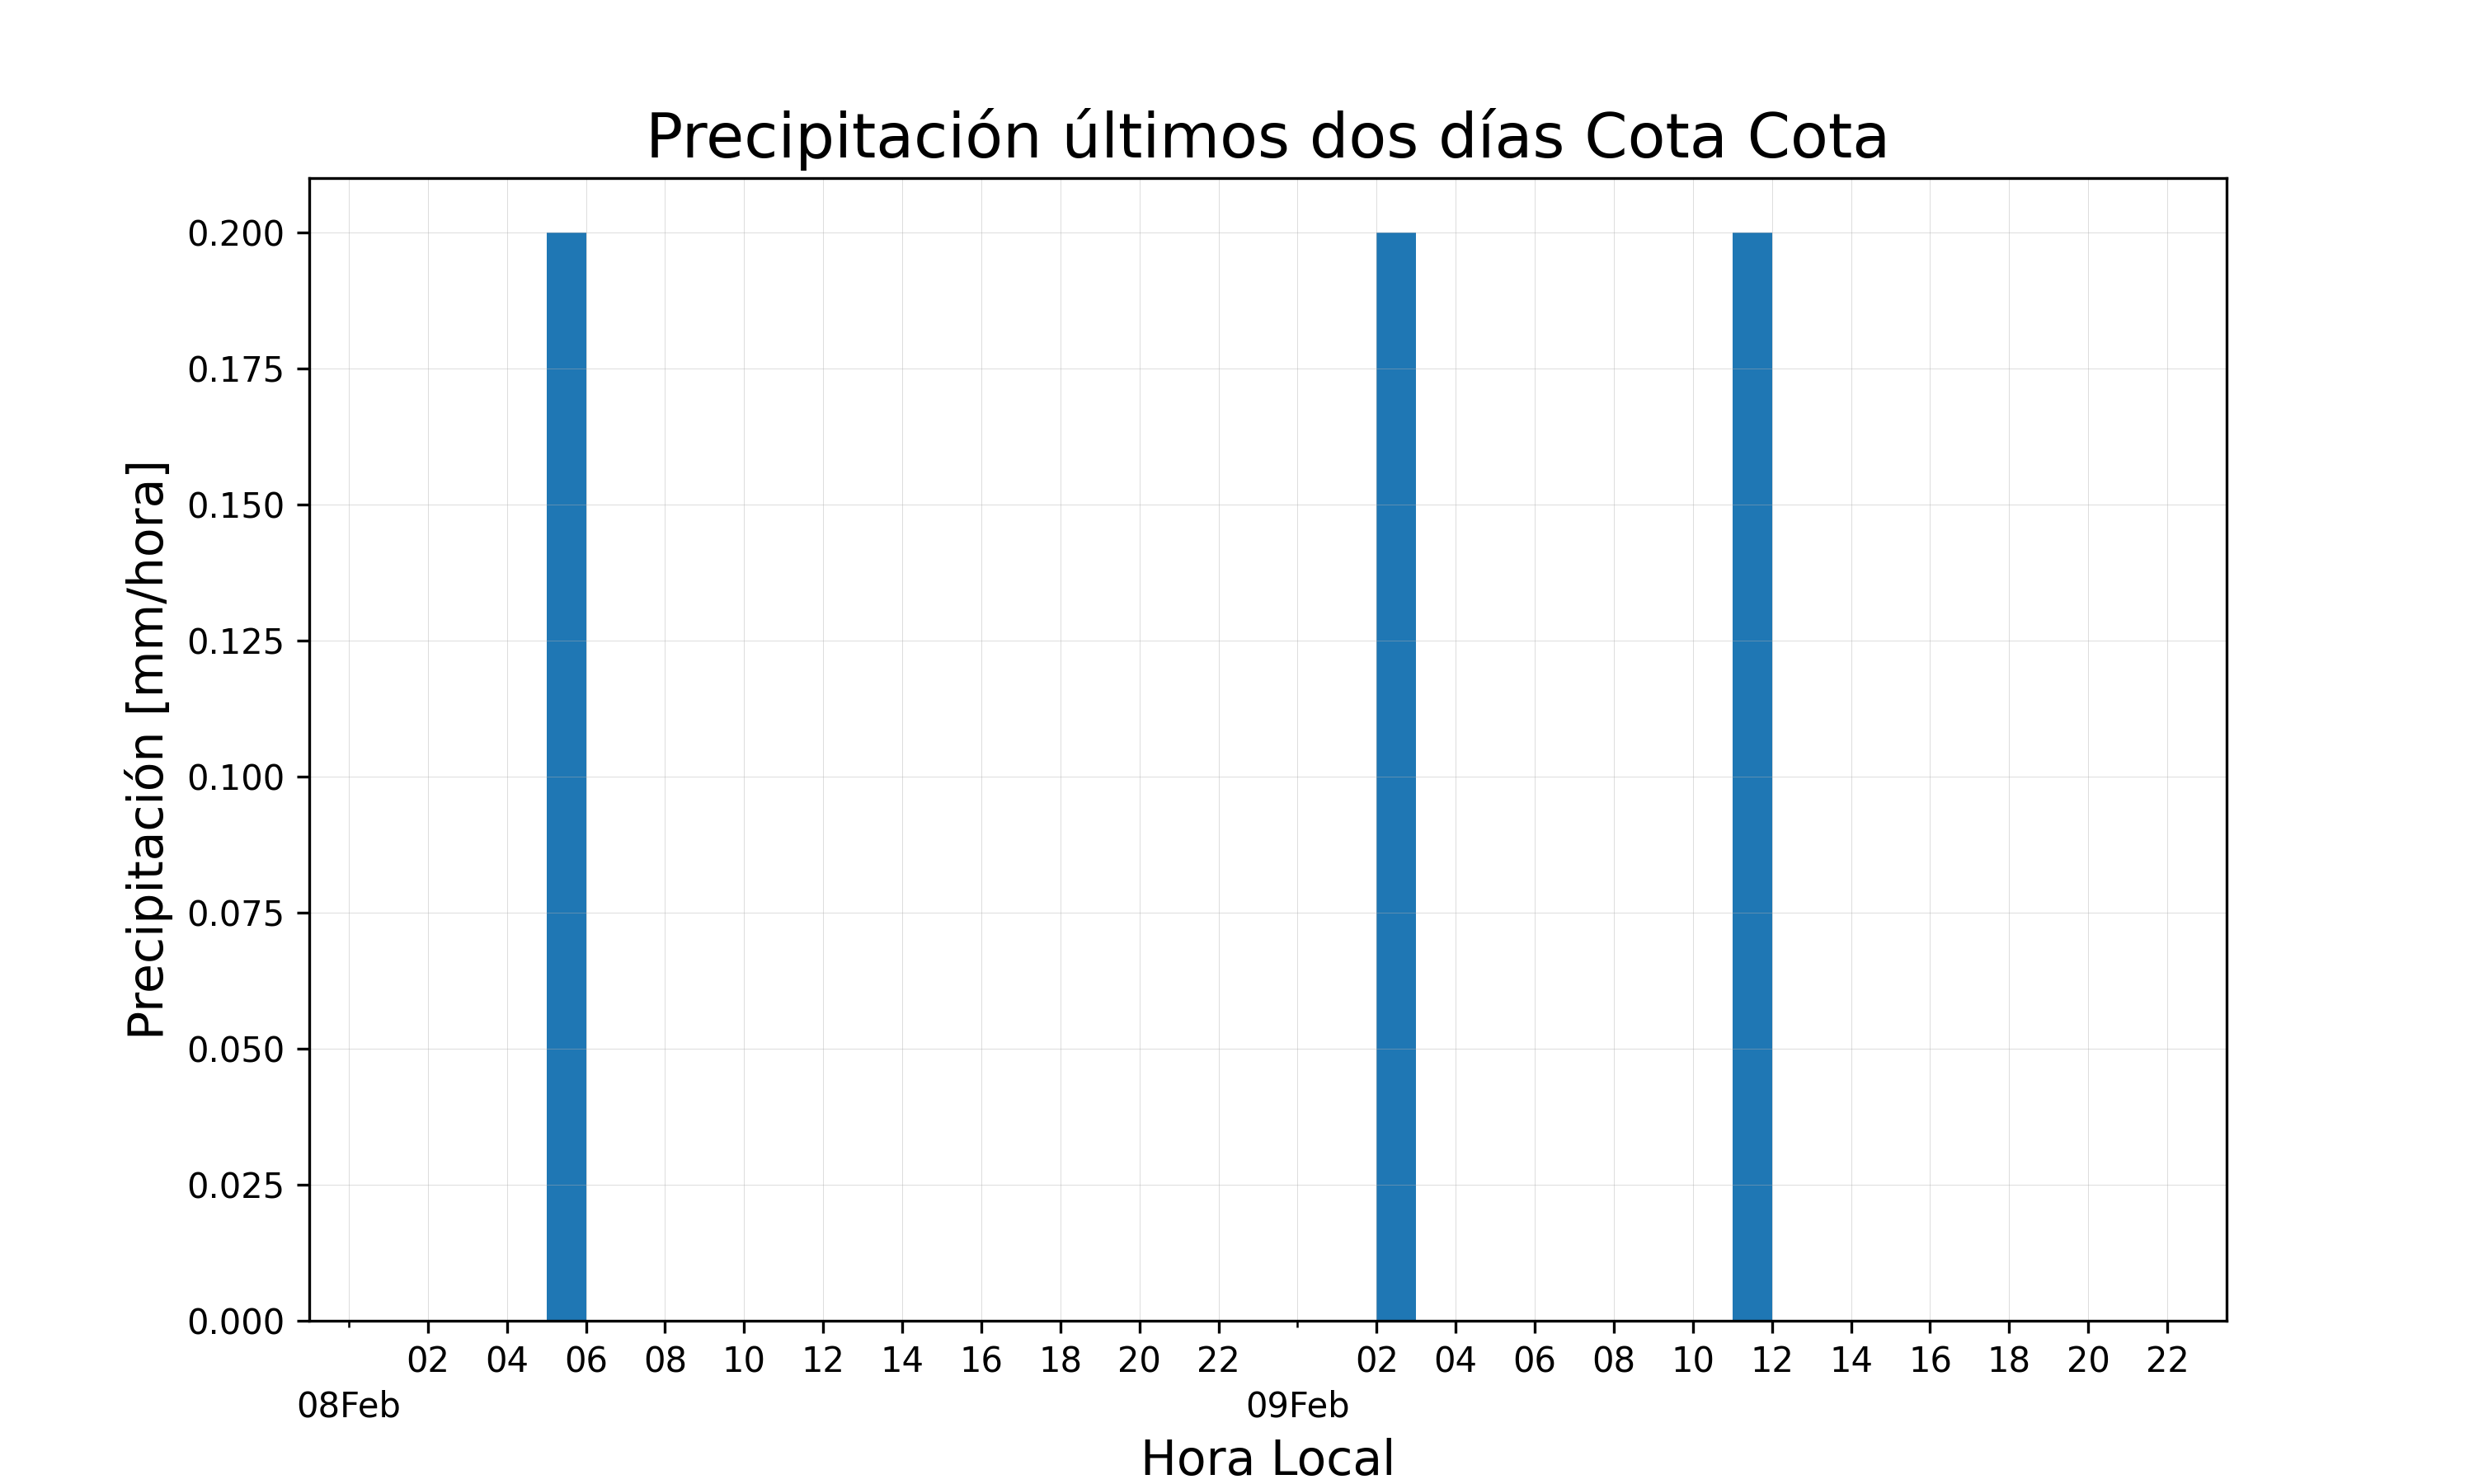 Precipitación últimos dos días Cota Cota
Precipitación [mm/hora]
0.200
0.175
0.150
0.125
0.100
0.075
0.050
0.025
0.000
02 04 06 08 10 12 14 16 18 20 22 02 04 06 08 10 12 14 16 18 20 22
08Feb 09Feb
Hora Local